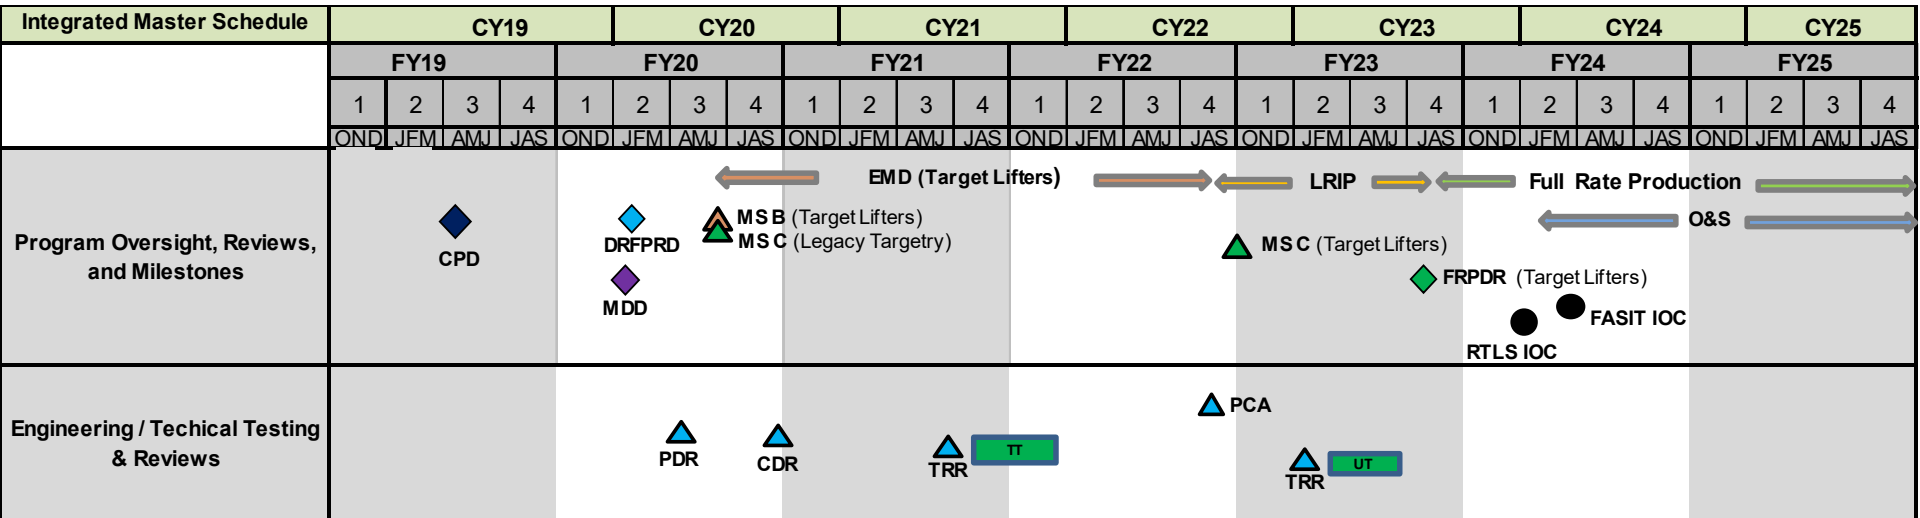 Integrated Master Schedule CY19 CY20 CY21 CY22 CY23 CY24 CY25
FY19 FY20 FY21 FY22 FY23 FY24 FY25
1 2 3 4 1 2 3 4 1 2 3 4 1 2 3 4 1 2 3 4 1 2 3 4 1 2 3 4
OND JFM AMJ JAS OND JFM AMJ JAS OND JFM AMJ JAS OND JFM AMJ JAS OND JFM AMJ JAS OND JFM AMJ JAS OND JFM AMJ JAS
Program Oversight, Reviews,
and Milestones
EMD (Target Lifters)
LRIP
Full Rate Production
O&S
CPD
DRFPRD
MDD
MSB (Target Lifters)
MSC (Legacy Targetry)
MSC (Target Lifters)
FRPDR (Target Lifters)
FASIT IOC
RTLS IOC
Engineering / Techical Testing
& Reviews
PDR
CDR
TRR
TT
PCA
TRR
UT